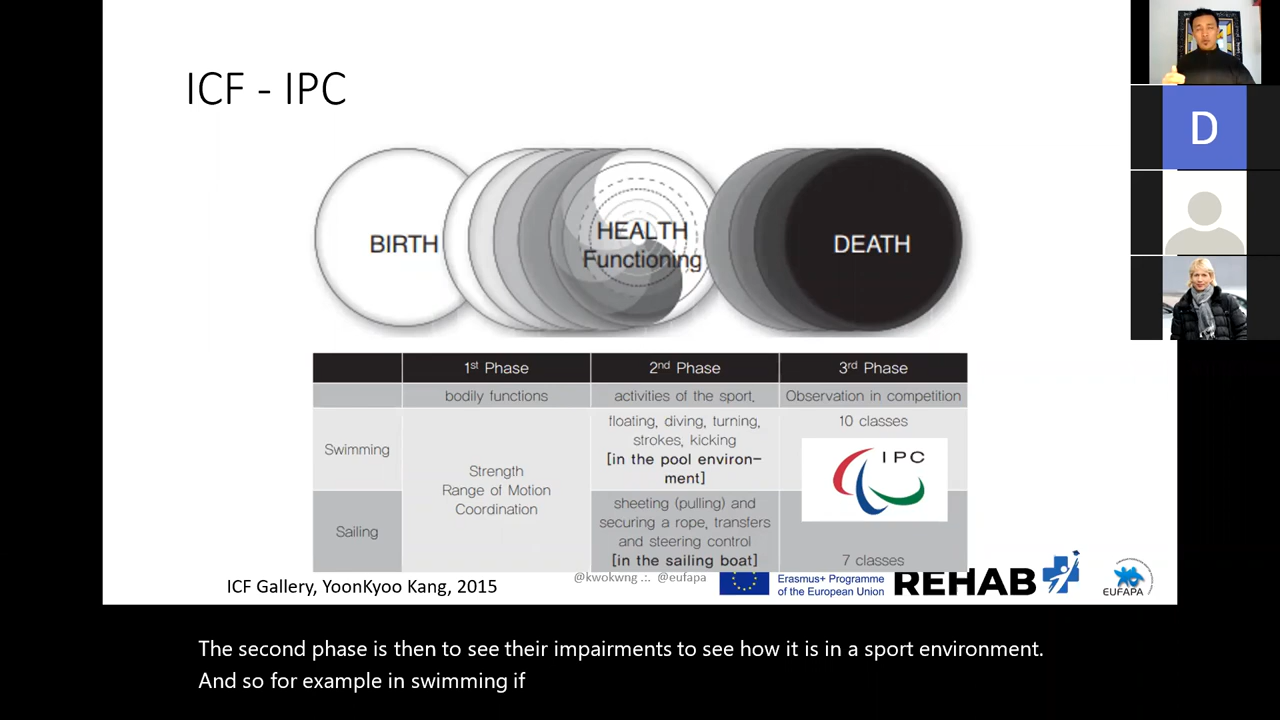 ICF - IPC
BIRTH
HEALTH
Functioning
DEATH
1st Phase
2nd Phase
3rd Phase
bodily functions
activities of the sport,
Observation in competition
Swimming
Strength
Range of Motion
Coordination
floating, diving, turning,
strokes, kicking
[in the pool environ-
ment]
10 classes
IPC
Sailing
sheeting (pulling) and
securing a rope, transfers
and steering control
[in the sailing boat]
7 classes
ICF Gallery, YoonKyoo Kang, 2015
@kwokwng .:. @eufapa
Erasmus+ Programme
of the European Union
REHAB
EUFAPA
D
The second phase is then to see their impairments to see how it is in a sport environment.
And so for example in swimming if